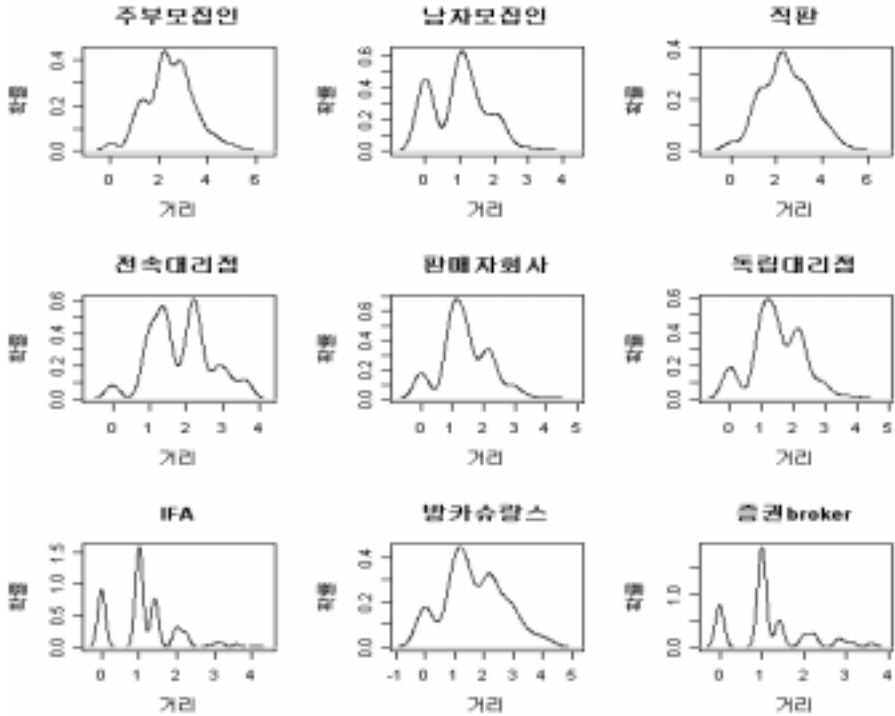 주부모집인 남자모집인 직판
확률 0.0 0.2 0.4 확률 0.0 0.2 0.4 0.6 확률 0.0 0.2 0.4
0 2 4 6 0 1 2 3 4 0 2 4 6
거리 거리 거리
전속대리점 판매자회사 독립대리점
확률 0.0 0.2 0.4 0.6 확률 0.0 0.2 0.4 0.6 확률 0.0 0.2 0.4 0.6
0 1 2 3 4 0 1 2 3 4 5 0 1 2 3 4 5
거리 거리 거리
IFA 방카슈랑스 증권broker
확률 0.0 0.5 1.0 1.5 확률 0.0 0.2 0.4 확률 0.0 1.0
0 1 2 3 4 -1 0 1 2 3 4 5 0 1 2 3 4
거리 거리 거리